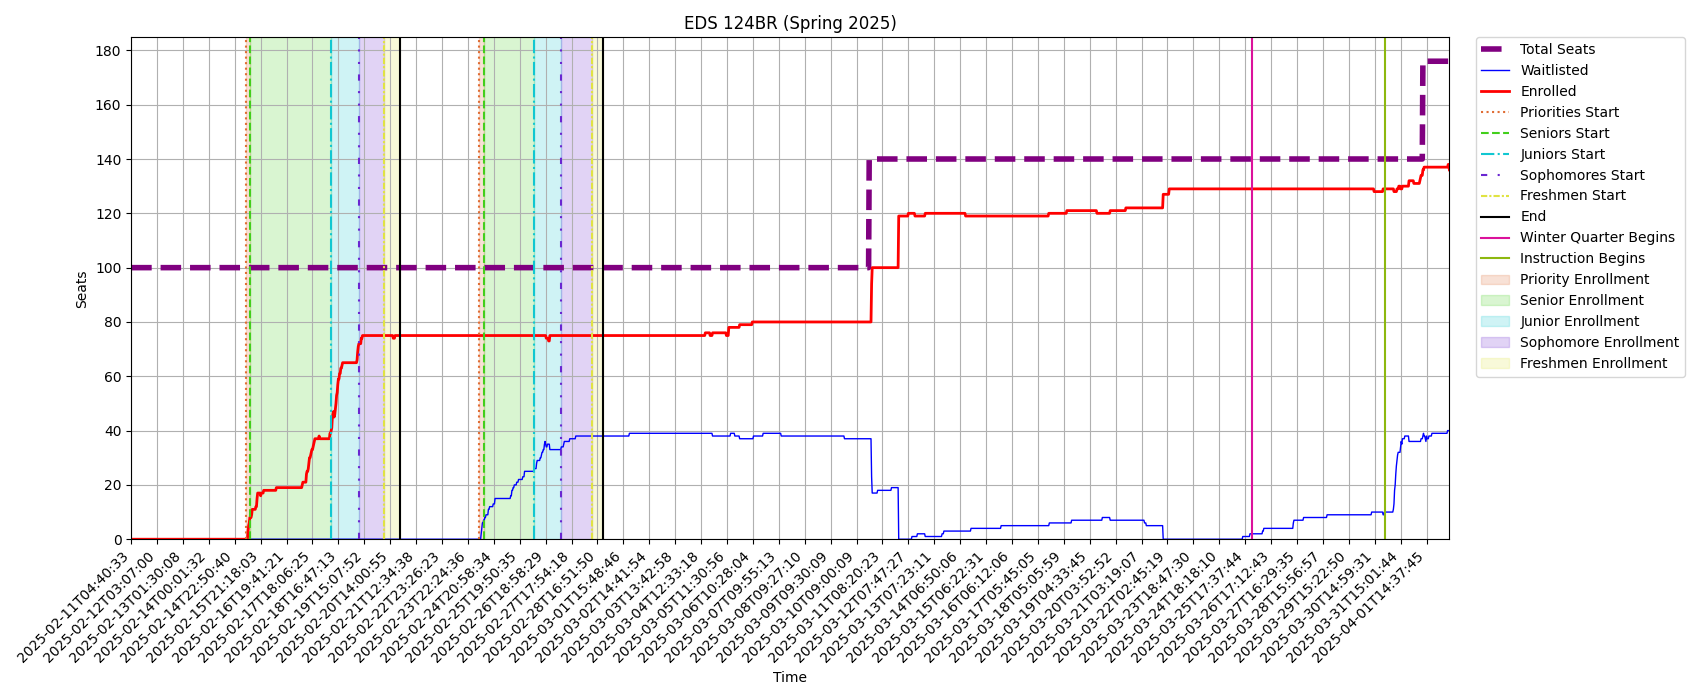 EDS 124BR (Spring 2025)
Seats
180
160
140
120
100
80
60
40
20
0
2025-02-11T04:40:33
2025-02-12T03:07:00
2025-02-13T01:30:08
2025-02-14T00:01:32
2025-02-14T22:50:40
2025-02-15T21:18:03
2025-02-16T19:41:21
2025-02-17T18:06:25
2025-02-18T16:47:13
2025-02-19T15:07:52
2025-02-20T14:00:55
2025-02-21T12:34:38
2025-02-22T23:26:23
2025-02-23T22:24:36
2025-02-24T20:58:34
2025-02-25T19:50:35
2025-02-26T18:58:29
2025-02-27T17:54:18
2025-02-28T16:51:50
2025-03-01T15:48:46
2025-03-02T14:41:54
2025-03-03T13:42:58
2025-03-04T12:33:18
2025-03-05T11:30:56
2025-03-06T10:28:04
2025-03-07T09:55:13
2025-03-08T09:27:10
2025-03-09T09:30:09
2025-03-10T09:00:09
2025-03-11T08:20:23
2025-03-12T07:47:27
2025-03-13T07:23:11
2025-03-14T06:50:06
2025-03-15T06:22:31
2025-03-16T06:12:06
2025-03-17T05:45:05
2025-03-18T05:05:59
2025-03-19T04:33:45
2025-03-20T03:52:52
2025-03-21T03:19:07
2025-03-22T02:45:19
2025-03-23T18:47:30
2025-03-24T18:18:10
2025-03-25T17:37:44
2025-03-26T17:12:43
2025-03-27T16:29:35
2025-03-28T15:56:57
2025-03-29T15:22:50
2025-03-30T14:59:31
2025-03-31T15:01:44
2025-04-01T14:37:45
Time
Total Seats
Waitlisted
Enrolled
Priorities Start
Seniors Start
Juniors Start
Sophomores Start
Freshmen Start
End
Winter Quarter Begins
Instruction Begins
Priority Enrollment
Senior Enrollment
Junior Enrollment
Sophomore Enrollment
Freshmen Enrollment